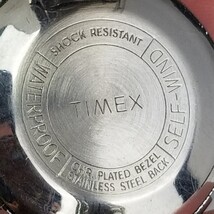 SHOCK RESISTANT
SELF-WIND
C.R. PLATED BEZEL
STAINLESS STEEL BACK
WATERPROOF
TIMEX